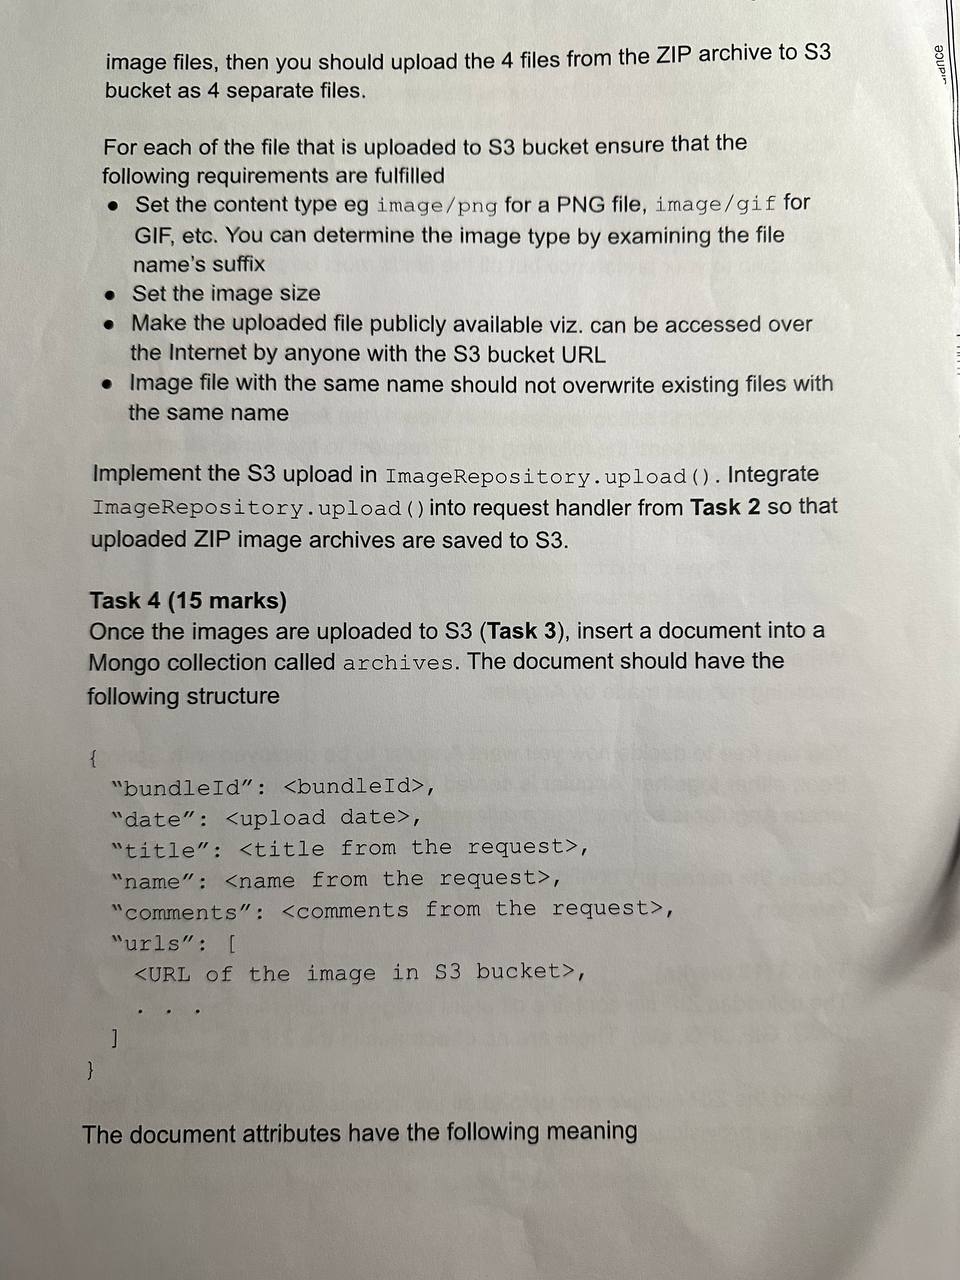 image files, then you should upload the 4 files from the ZIP archive to S3
bucket as 4 separate files.
For each of the file that is uploaded to S3 bucket ensure that the
following requirements are fulfilled
• Set the content type eg image/png for a PNG file, image/gif for
GIF, etc. You can determine the image type by examining the file
name's suffix
• Set the image size
• Make the uploaded file publicly available viz. can be accessed over
the Internet by anyone with the S3 bucket URL
• Image file with the same name should not overwrite existing files with
the same name
Implement the S3 upload in ImageRepository.upload(). Integrate
ImageRepository.upload() into request handler from Task 2 so that
uploaded ZIP image archives are saved to S3.
Task 4 (15 marks)
Once the images are uploaded to S3 (Task 3), insert a document into a
Mongo collection called archives. The document should have the
following structure
{
“bundleId”: <bundleId>,
“date”: <upload date>,
“title”: <title from the request>,
“name”: <name from the request>,
“comments”: <comments from the request>,
“urls”: [
<URL of the image in S3 bucket>,
. . .
]
}
The document attributes have the following meaning